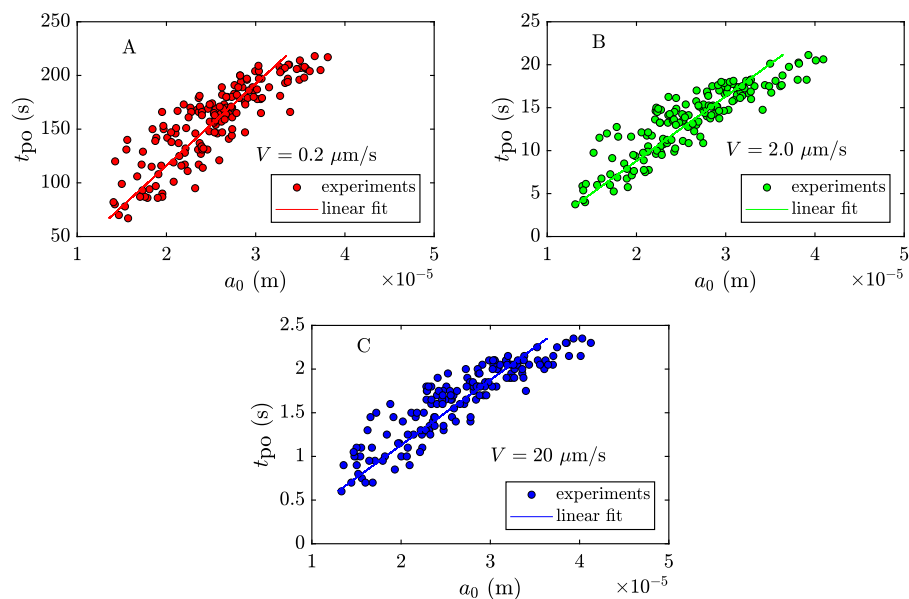 A
250
200
150
100
50
t_po (s)
V = 0.2 μm/s
experiments
linear fit
1 2 3 4 5
a_0 (m)
×10^−5
B
25
20
15
10
5
0
t_po (s)
V = 2.0 μm/s
experiments
linear fit
1 2 3 4 5
a_0 (m)
×10^−5
C
2.5
2
1.5
1
0.5
0
t_po (s)
V = 20 μm/s
experiments
linear fit
1 2 3 4 5
a_0 (m)
×10^−5